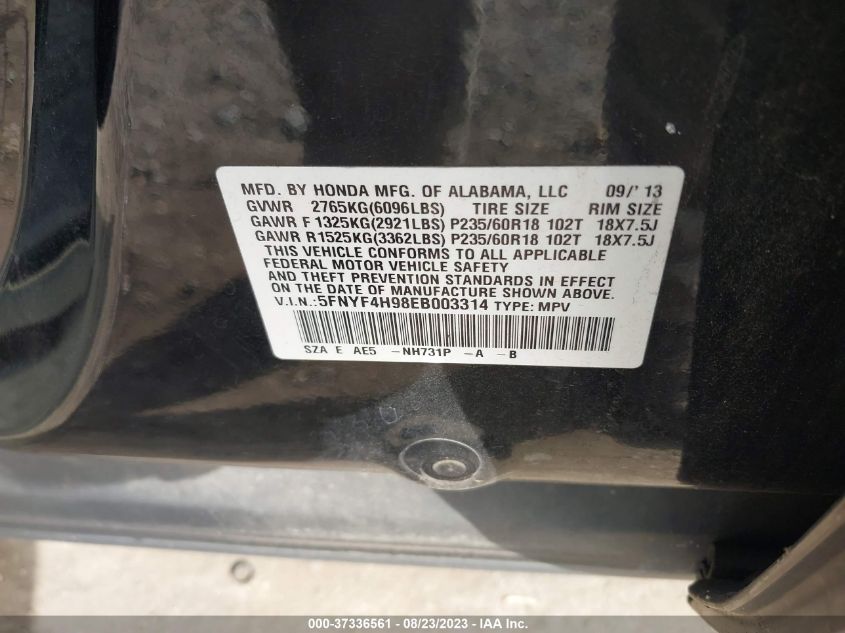 MFD. BY HONDA MFG. OF ALABAMA, LLC 09/' 13
GVWR 2765KG(6096LBS) TIRE SIZE RIM SIZE
GAWR F 1325KG(2921LBS) P235/60R18 102T 18X7.5J
GAWR R1525KG(3362LBS) P235/60R18 102T 18X7.5J
THIS VEHICLE CONFORMS TO ALL APPLICABLE
FEDERAL MOTOR VEHICLE SAFETY
AND THEFT PREVENTION STANDARDS IN EFFECT
ON THE DATE OF MANUFACTURE SHOWN ABOVE.
V.I.N.:5FNYF4H98EB003314 TYPE: MPV
SZA E AE5 -NH731P -A -B
000-37336561 - 08/23/2023 - IAA Inc.